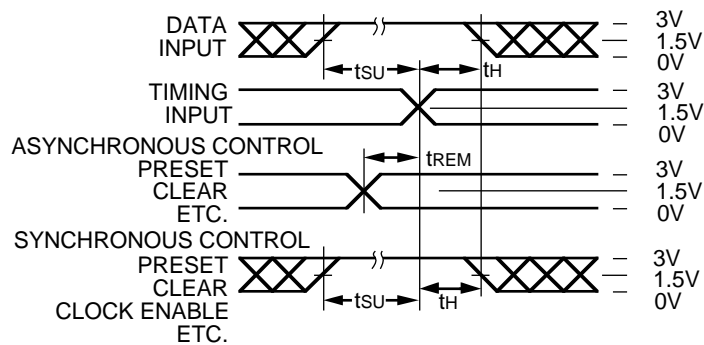 DATA
INPUT
3V
1.5V
0V
tSU
tH
TIMING
INPUT
3V
1.5V
0V
ASYNCHRONOUS CONTROL
PRESET
CLEAR
ETC.
tREM
3V
1.5V
0V
SYNCHRONOUS CONTROL
PRESET
CLEAR
CLOCK ENABLE
ETC.
tSU
tH
3V
1.5V
0V